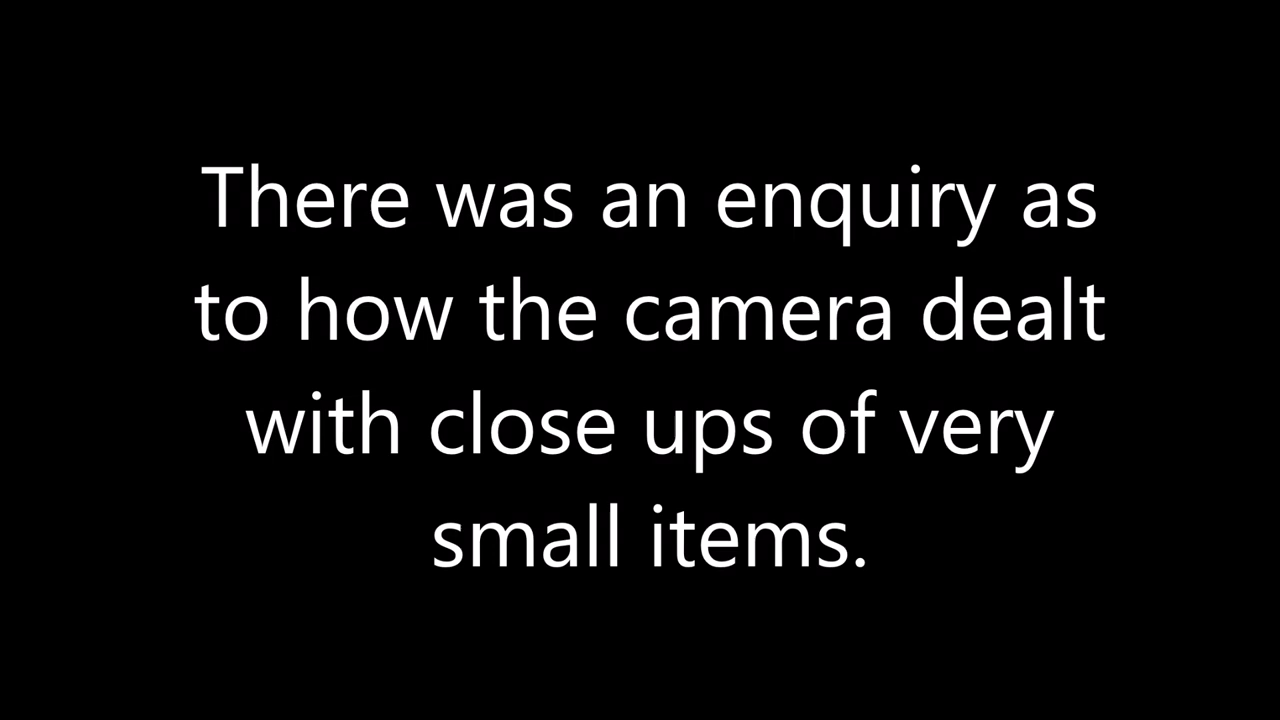 There was an enquiry as
to how the camera dealt
with close ups of very
small items.